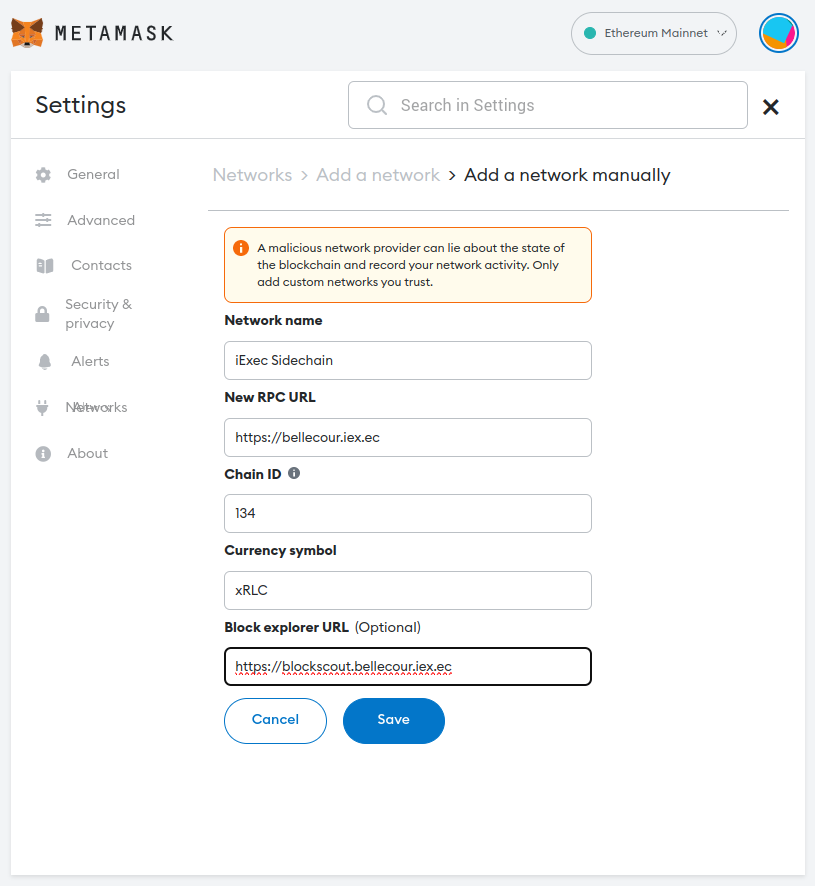 METAMASK
Ethereum Mainnet
Settings
Search in Settings
General
Advanced
Contacts
Security &
privacy
Alerts
Networks
About
Networks > Add a network > Add a network manually
A malicious network provider can lie about the state of
the blockchain and record your network activity. Only
add custom networks you trust.
Network name
iExec Sidechain
New RPC URL
https://bellecour.iex.ec
Chain ID
134
Currency symbol
xRLC
Block explorer URL (Optional)
https://blockscout.bellecour.iex.ec
Cancel
Save